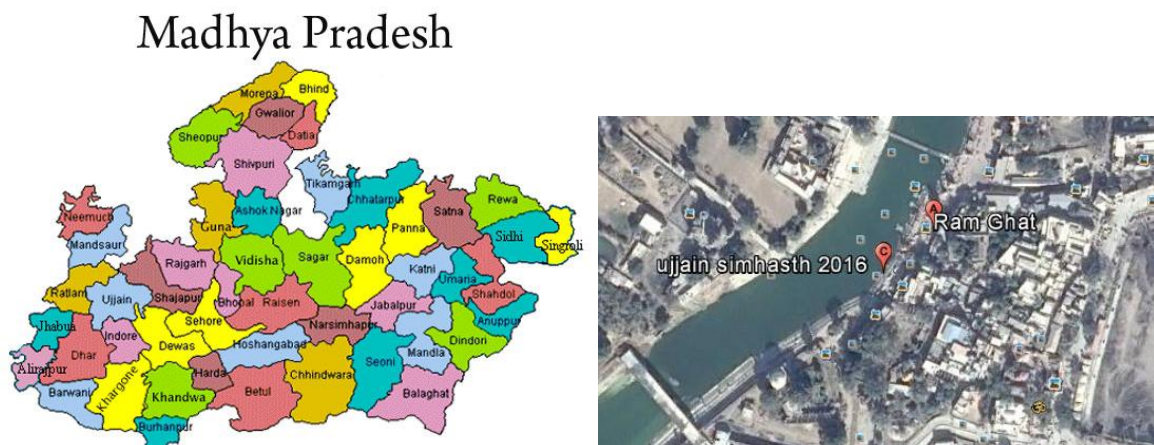 Madhya Pradesh
Morena
Bhind
Gwalior
Datia
Sheopur
Shivpuri
Tikamgarh
Chhatarpur
Rewa
Satna
Neemuch
Ashok Nagar
Guna
Panna
Sidhi
Singroli
Mandsaur
Rajgarh
Vidisha
Sagar
Damoh
Katni
Umaria
Ratlam
Ujjain
Shajapur
Bhopal
Raisen
Jabalpur
Shahdol
Jhabua
Indore
Sehore
Narsimhapur
Anuppur
Dhar
Dewas
Hoshangabad
Mandla
Dindori
Alirajpur
Barwani
Khargone
Khandwa
Harda
Betul
Chhindwara
Seoni
Balaghat
Burhanpur
A
Ram Ghat
C
ujjain simhasth 2016
ॐ